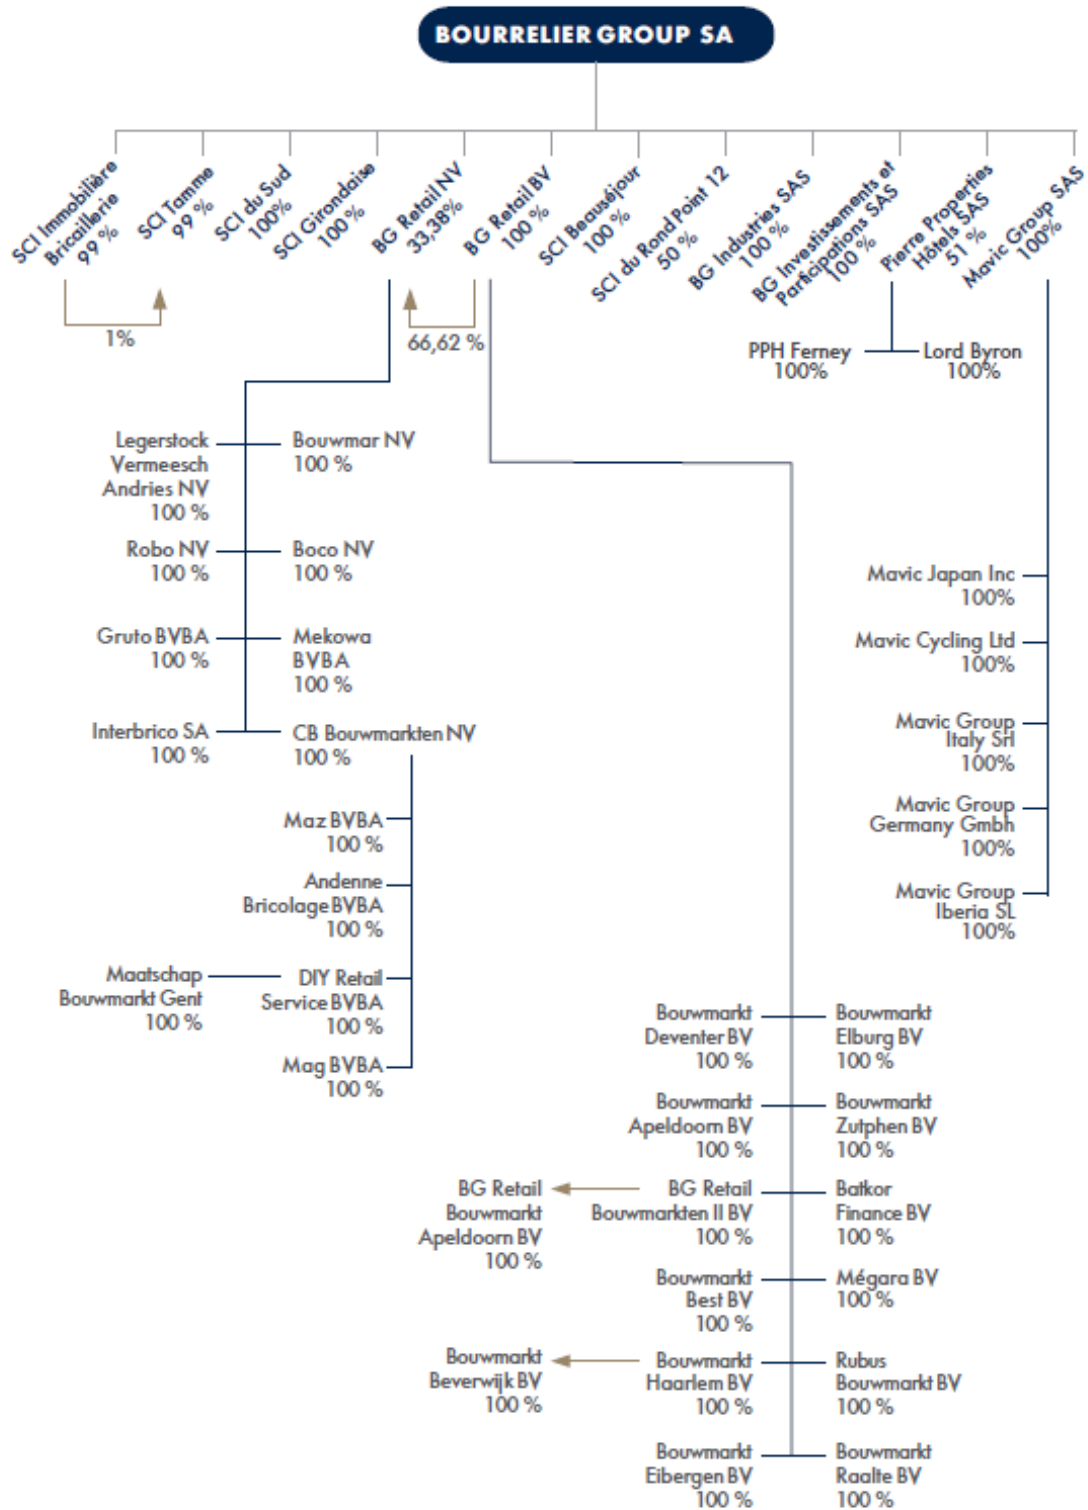 BOURRELIER GROUP SA
SCI Immobilière
Bricaillerie
99 %
SCI Tamme
99 %
SCI du Sud
100%
SCI Girondaise
100 %
BG Retail NV
33,38%
BG Retail BV
100 %
SCI Beauséjour
100 %
SCI du Rond Point 12
50 %
BG Industries SAS
100 %
BG Investissements et
Participations SAS
100 %
Pierre Properties
Hôtels SAS
51 %
Mavic Group SAS
100%
1%
66,62 %
PPH Ferney
100%
Lord Byron
100%
Legerstock
Vermeesch
Andries NV
100 %
Bouwmar NV
100 %
Robo NV
100 %
Boco NV
100 %
Gruto BVBA
100 %
Mekowa
BVBA
100 %
Interbrico SA
100 %
CB Bouwmarkten NV
100 %
Maz BVBA
100 %
Andenne
Bricolage BVBA
100 %
Maatschap
Bouwmarkt Gent
100 %
DIY Retail
Service BVBA
100 %
Mag BVBA
100 %
Mavic Japan Inc
100%
Mavic Cycling Ltd
100%
Mavic Group
Italy Srl
100%
Mavic Group
Germany Gmbh
100%
Mavic Group
Iberia SL
100%
Bouwmarkt
Deventer BV
100 %
Bouwmarkt
Elburg BV
100 %
Bouwmarkt
Apeldoorn BV
100 %
Bouwmarkt
Zutphen BV
100 %
BG Retail
Bouwmarkt
Apeldoorn BV
100 %
BG Retail
Bouwmarkten II BV
100 %
Batkor
Finance BV
100 %
Bouwmarkt
Best BV
100 %
Mégara BV
100 %
Bouwmarkt
Beverwijk BV
100 %
Bouwmarkt
Haarlem BV
100 %
Rubus
Bouwmarkt BV
100 %
Bouwmarkt
Eibergen BV
100 %
Bouwmarkt
Raalte BV
100 %